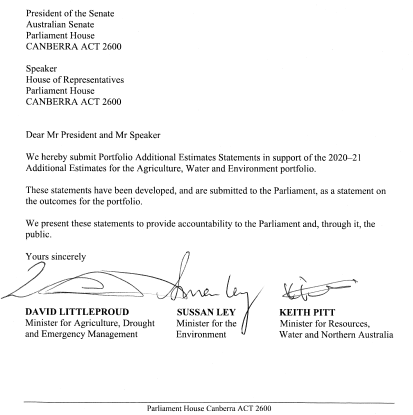 President of the Senate
Australian Senate
Parliament House
CANBERRA ACT 2600
Speaker
House of Representatives
Parliament House
CANBERRA ACT 2600
Dear Mr President and Mr Speaker
We hereby submit Portfolio Additional Estimates Statements in support of the 2020–21
Additional Estimates for the Agriculture, Water and Environment portfolio.
These statements have been developed, and are submitted to the Parliament, as a statement on
the outcomes for the portfolio.
We present these statements to provide accountability to the Parliament and, through it, the
public.
Yours sincerely
Sussan Ley
DAVID LITTLEPROUD
Minister for Agriculture, Drought
and Emergency Management
SUSSAN LEY
Minister for the
Environment
KEITH PITT
Minister for Resources,
Water and Northern Australia
Parliament House Canberra ACT 2600